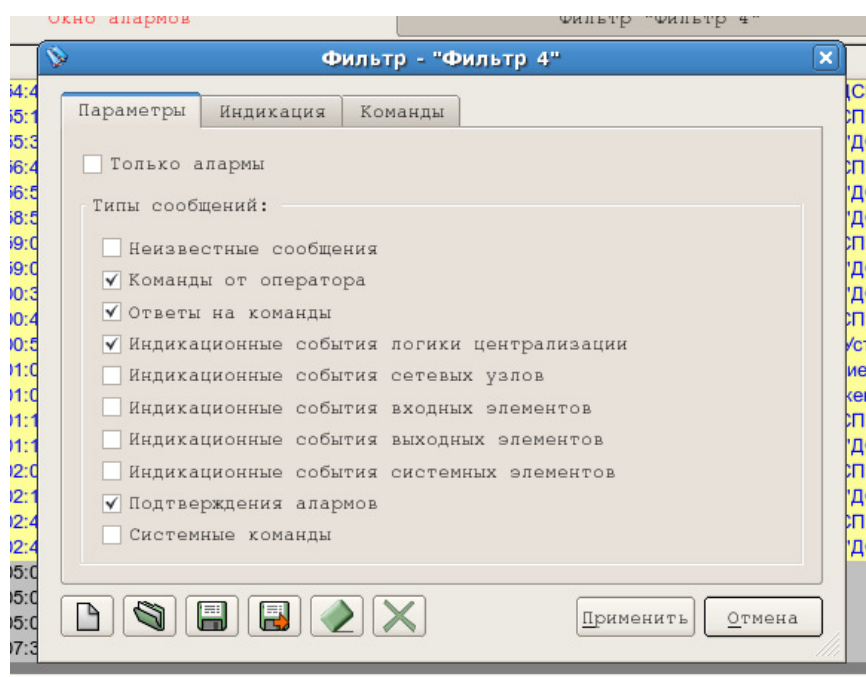 Окно алармов
Фильтр "Фильтр 4"
Фильтр - "Фильтр 4"
Параметры Индикация Команды
Только алармы
Типы сообщений:
Неизвестные сообщения
Команды от оператора
Ответы на команды
Индикационные события логики централизации
Индикационные события сетевых узлов
Индикационные события входных элементов
Индикационные события выходных элементов
Индикационные события системных элементов
Подтверждения алармов
Системные команды
Применить Отмена